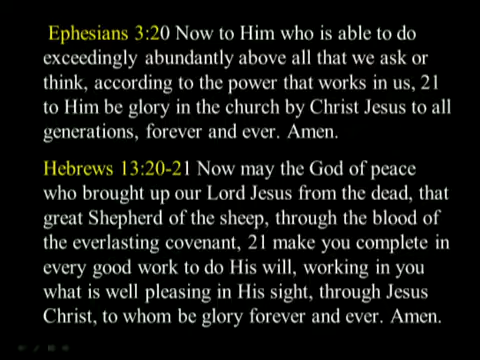 Ephesians 3:20 Now to Him who is able to do
exceedingly abundantly above all that we ask or
think, according to the power that works in us, 21
to Him be glory in the church by Christ Jesus to all
generations, forever and ever. Amen.
Hebrews 13:20-21 Now may the God of peace
who brought up our Lord Jesus from the dead, that
great Shepherd of the sheep, through the blood of
the everlasting covenant, 21 make you complete in
every good work to do His will, working in you
what is well pleasing in His sight, through Jesus
Christ, to whom be glory forever and ever. Amen.